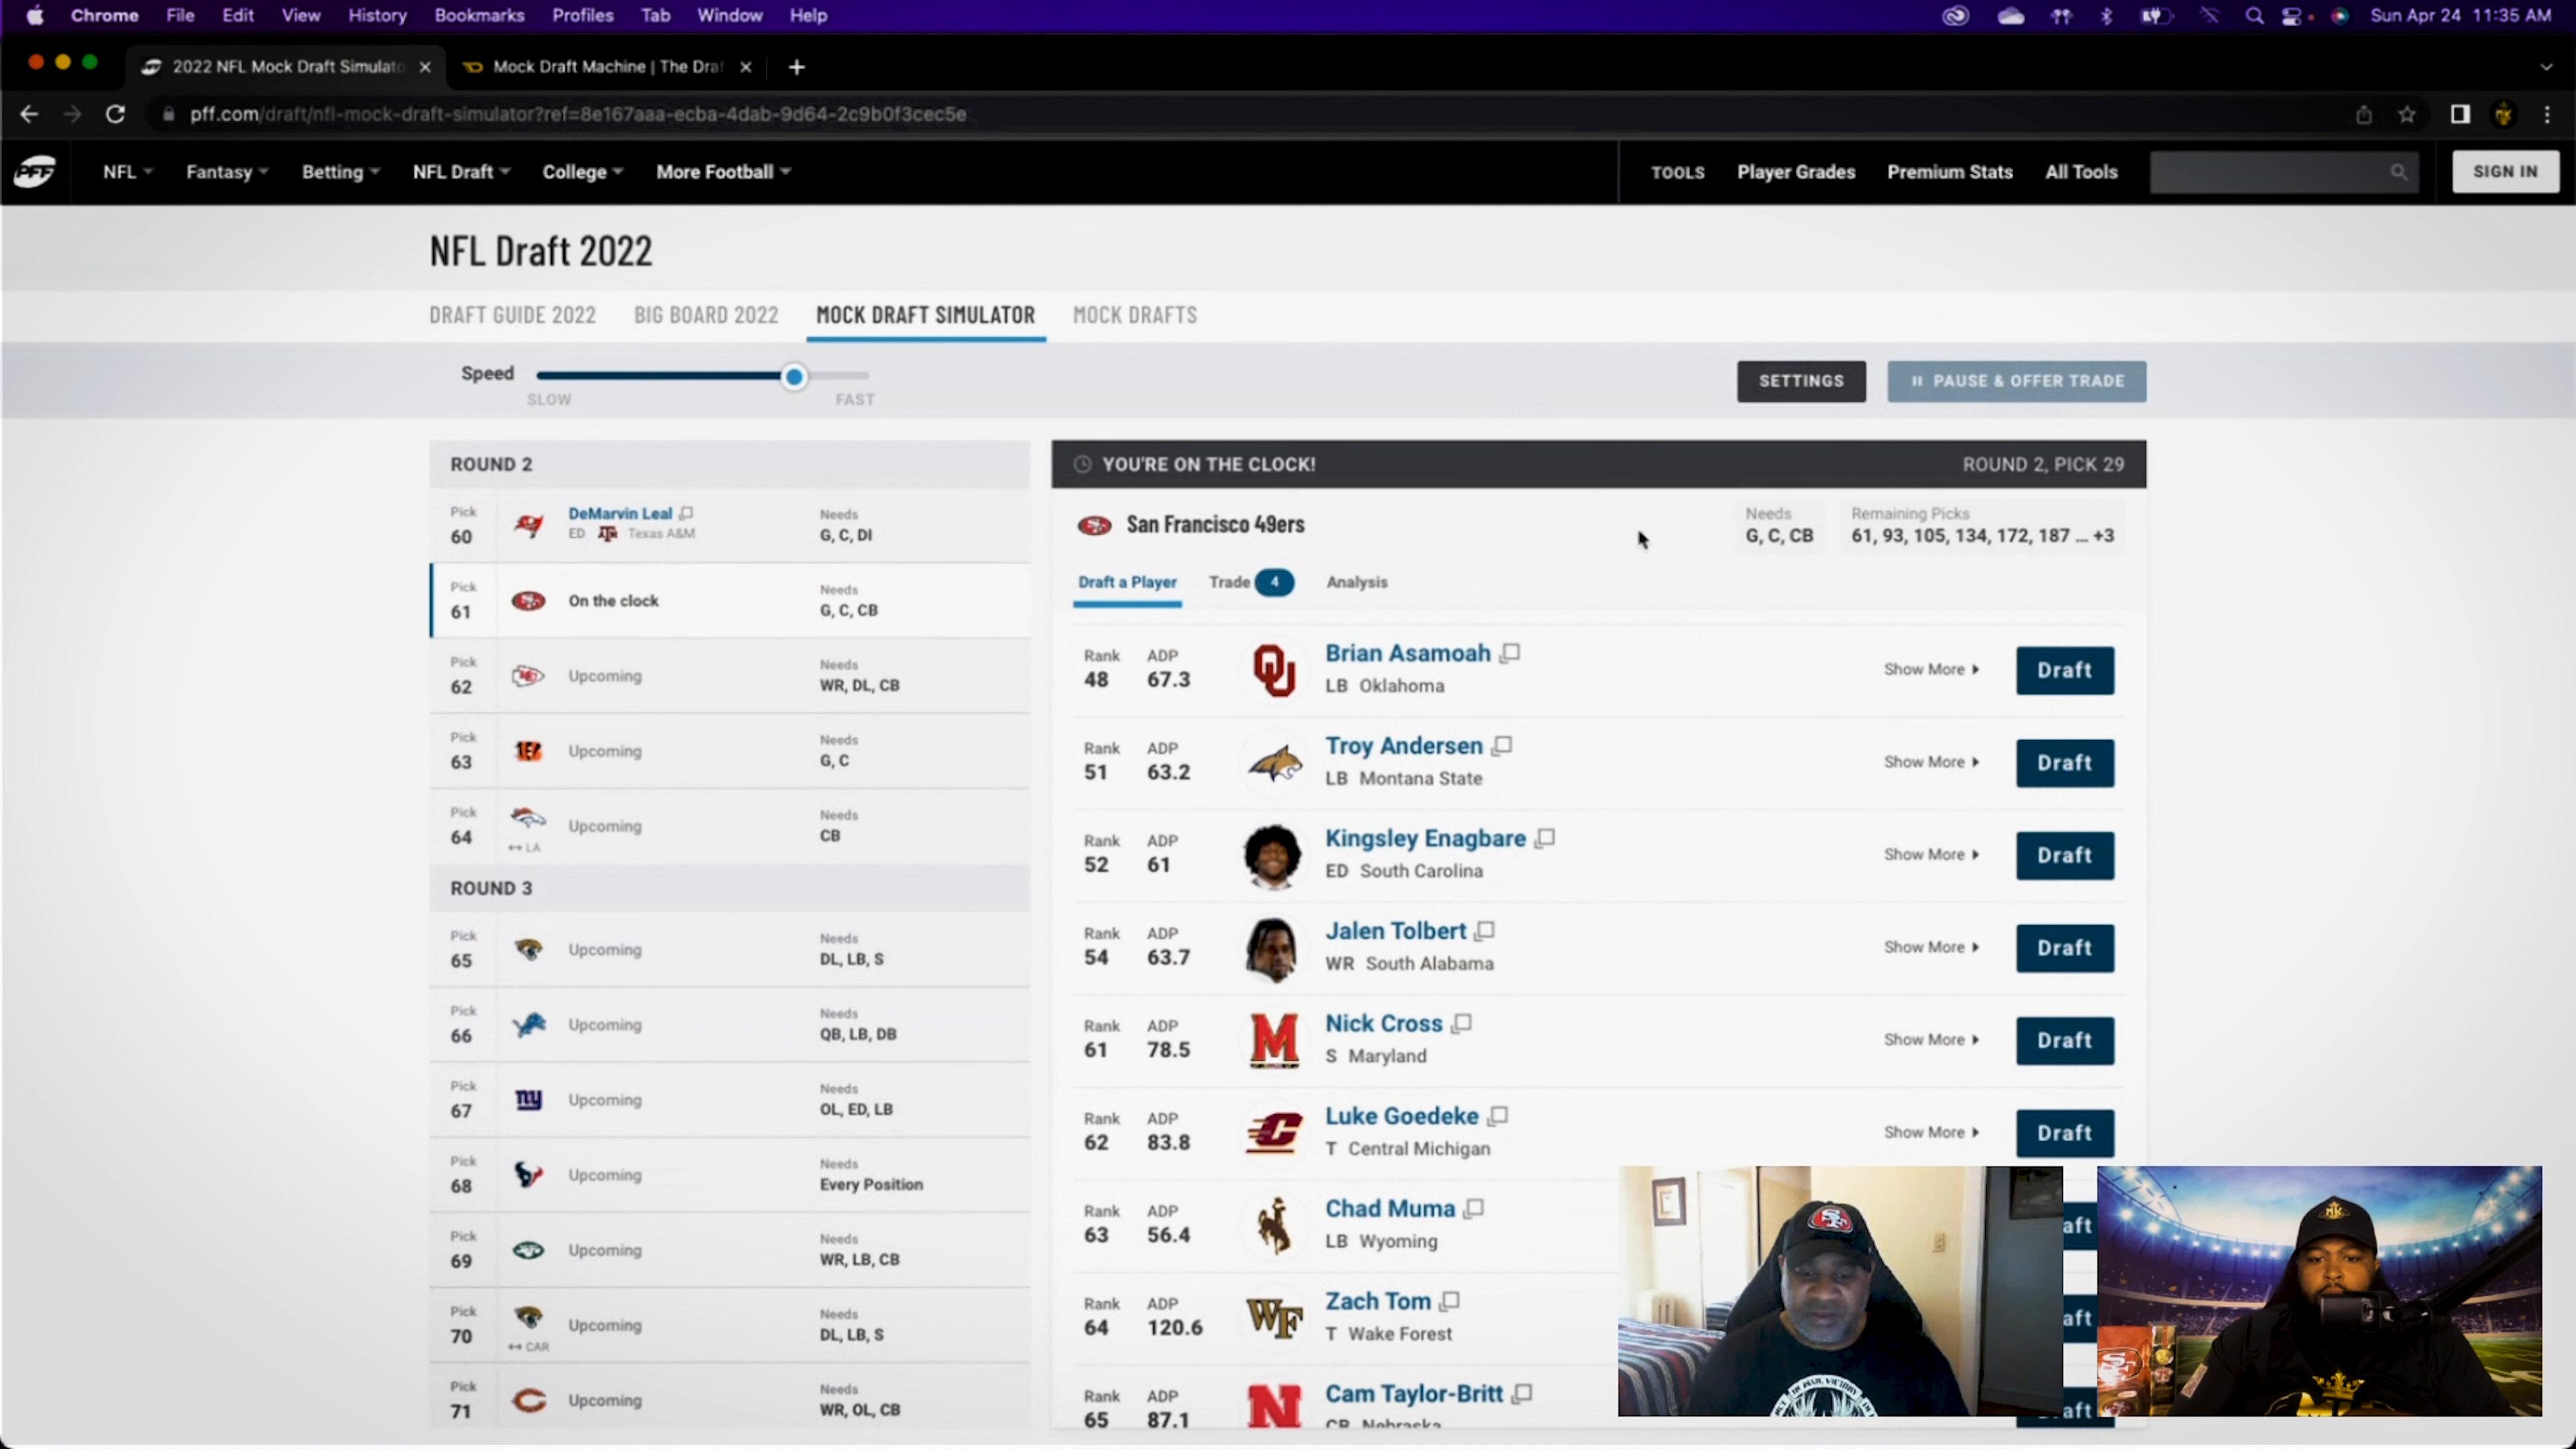 Chrome File Edit View History Bookmarks Profiles Tab Window Help Sun Apr 24 11:35 AM
2022 NFL Mock Draft Simulato Mock Draft Machine | The Draf
pff.com/draft/nfl-mock-draft-simulator?ref=8e167aaa-ecba-4dab-9d64-2c9b0f3cec5e
PFF NFL Fantasy Betting NFL Draft College More Football TOOLS Player Grades Premium Stats All Tools SIGN IN
NFL Draft 2022
DRAFT GUIDE 2022 BIG BOARD 2022 MOCK DRAFT SIMULATOR MOCK DRAFTS
Speed SLOW FAST SETTINGS PAUSE & OFFER TRADE
ROUND 2
Pick 60 DeMarvin Leal ED Texas A&M Needs G, C, DI
Pick 61 On the clock Needs G, C, CB
Pick 62 Upcoming Needs WR, DL, CB
Pick 63 Upcoming Needs G, C
Pick 64 LA Upcoming Needs CB
ROUND 3
Pick 65 Upcoming Needs DL, LB, S
Pick 66 Upcoming Needs QB, LB, DB
Pick 67 ny Upcoming Needs OL, ED, LB
Pick 68 Upcoming Needs Every Position
Pick 69 Upcoming Needs WR, LB, CB
Pick 70 CAR Upcoming Needs DL, LB, S
Pick 71 Upcoming Needs WR, OL, CB
YOU'RE ON THE CLOCK! ROUND 2, PICK 29
San Francisco 49ers Needs G, C, CB Remaining Picks 61, 93, 105, 134, 172, 187 ... +3
Draft a Player Trade 4 Analysis
Rank 48 ADP 67.3 Brian Asamoah LB Oklahoma Show More Draft
Rank 51 ADP 63.2 Troy Andersen LB Montana State Show More Draft
Rank 52 ADP 61 Kingsley Enagbare ED South Carolina Show More Draft
Rank 54 ADP 63.7 Jalen Tolbert WR South Alabama Show More Draft
Rank 61 ADP 78.5 Nick Cross S Maryland Show More Draft
Rank 62 ADP 83.8 Luke Goedeke T Central Michigan Show More Draft
Rank 63 ADP 56.4 Chad Muma LB Wyoming aft
Rank 64 ADP 120.6 WF Zach Tom T Wake Forest aft
Rank 65 ADP 87.1 N Cam Taylor-Britt CB Nebraska aft